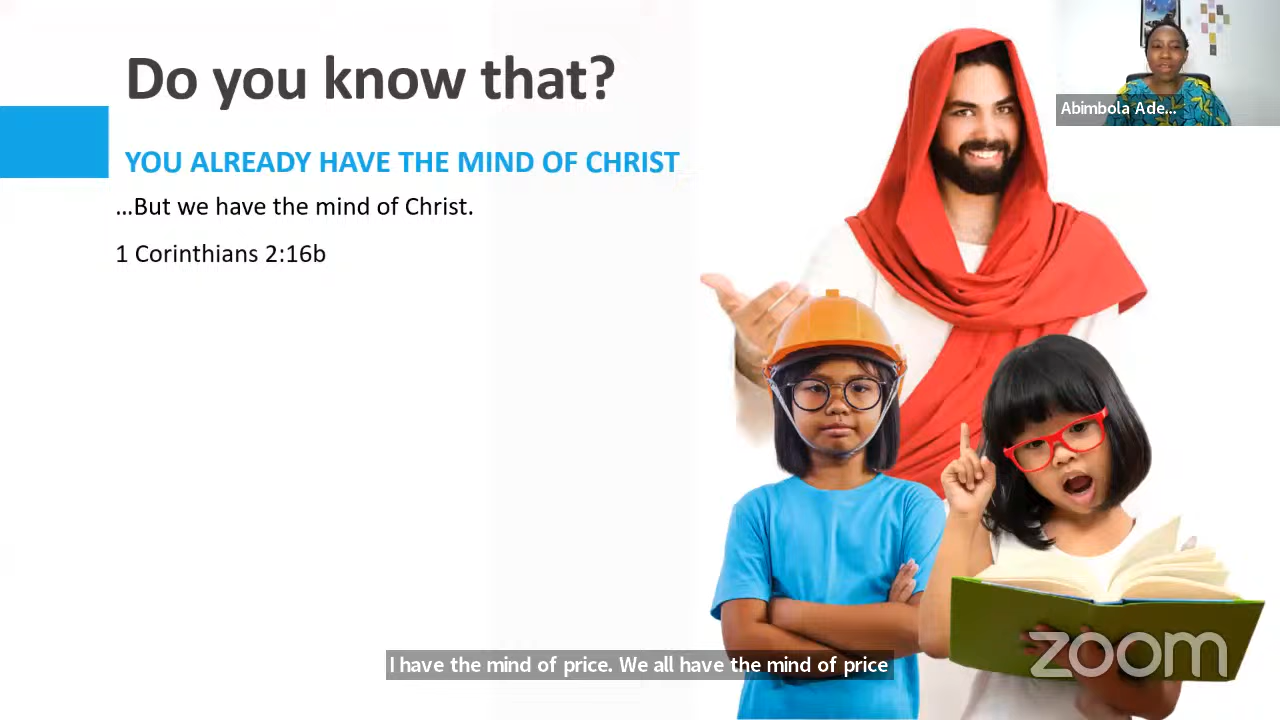 Do you know that?
YOU ALREADY HAVE THE MIND OF CHRIST
…But we have the mind of Christ.
1 Corinthians 2:16b
Abimbola Ade...
I have the mind of price. We all have the mind of price
zoom